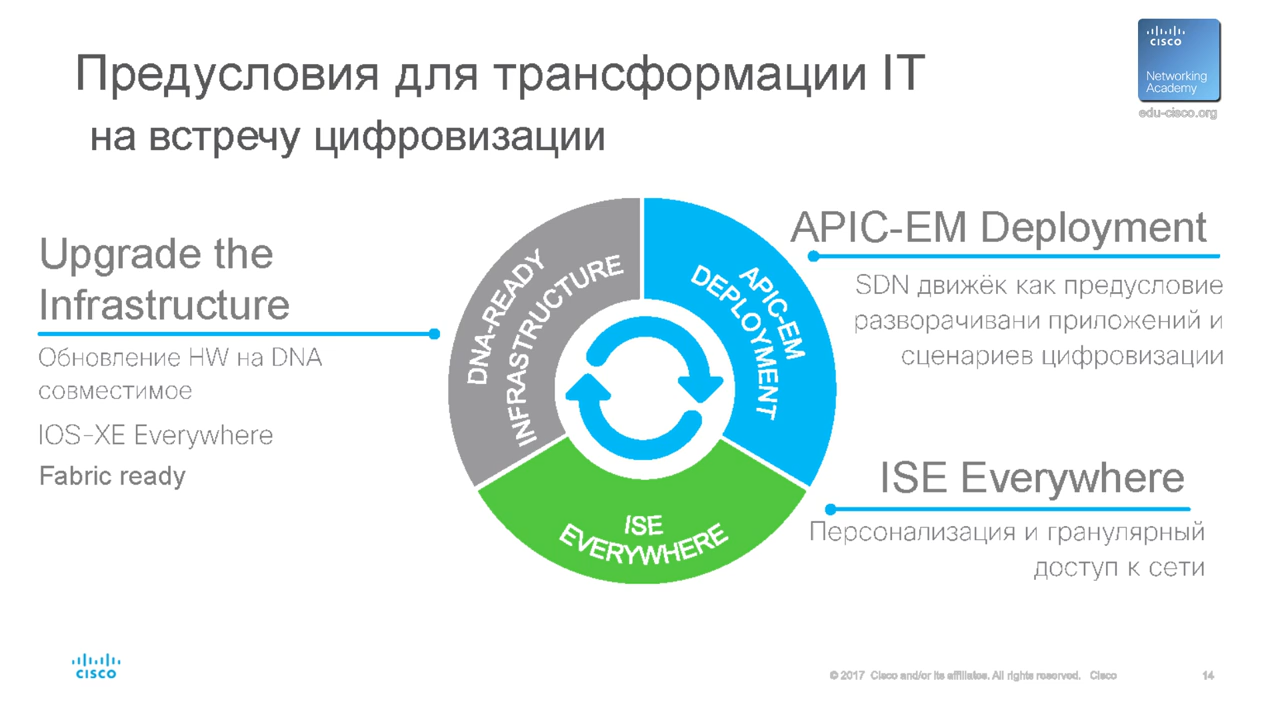 Предусловия для трансформации IT
на встречу цифровизации
cisco
Networking
Academy
edu-cisco.org
Upgrade the
Infrastructure
Обновление HW на DNA
совместимое
IOS-XE Everywhere
Fabric ready
DNA-READY
INFRASTRUCTURE
APIC-EM
DEPLOYMENT
ISE
EVERYWHERE
APIC-EM Deployment
SDN движёк как предусловие
разворачивани приложений и
сценариев цифровизации
ISE Everywhere
Персонализация и гранулярный
доступ к сети
cisco
© 2017 Cisco and/or its affiliates. All rights reserved. Cisco
14